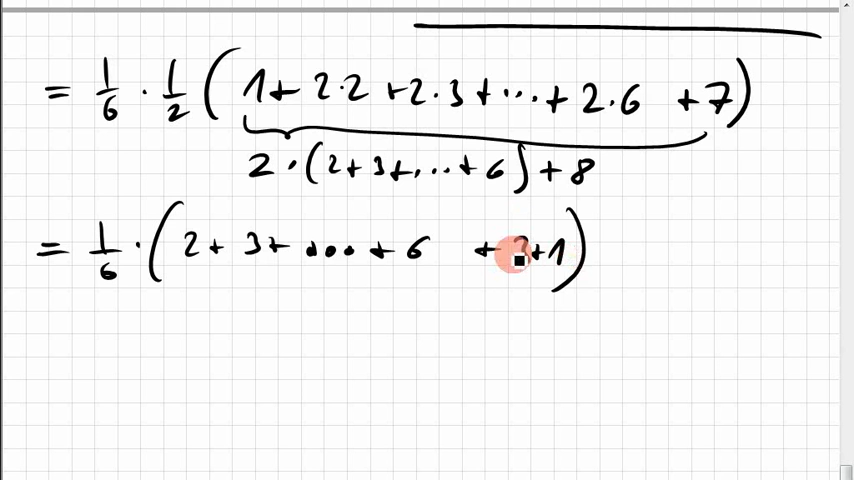 = 1/6 · 1/2 ( 1 + 2·2 + 2·3 + ... + 2·6 + 7 )
2 · (2 + 3 + ... + 6) + 8
= 1/6 · ( 2 + 3 + ... + 6 + 3 + 1 )